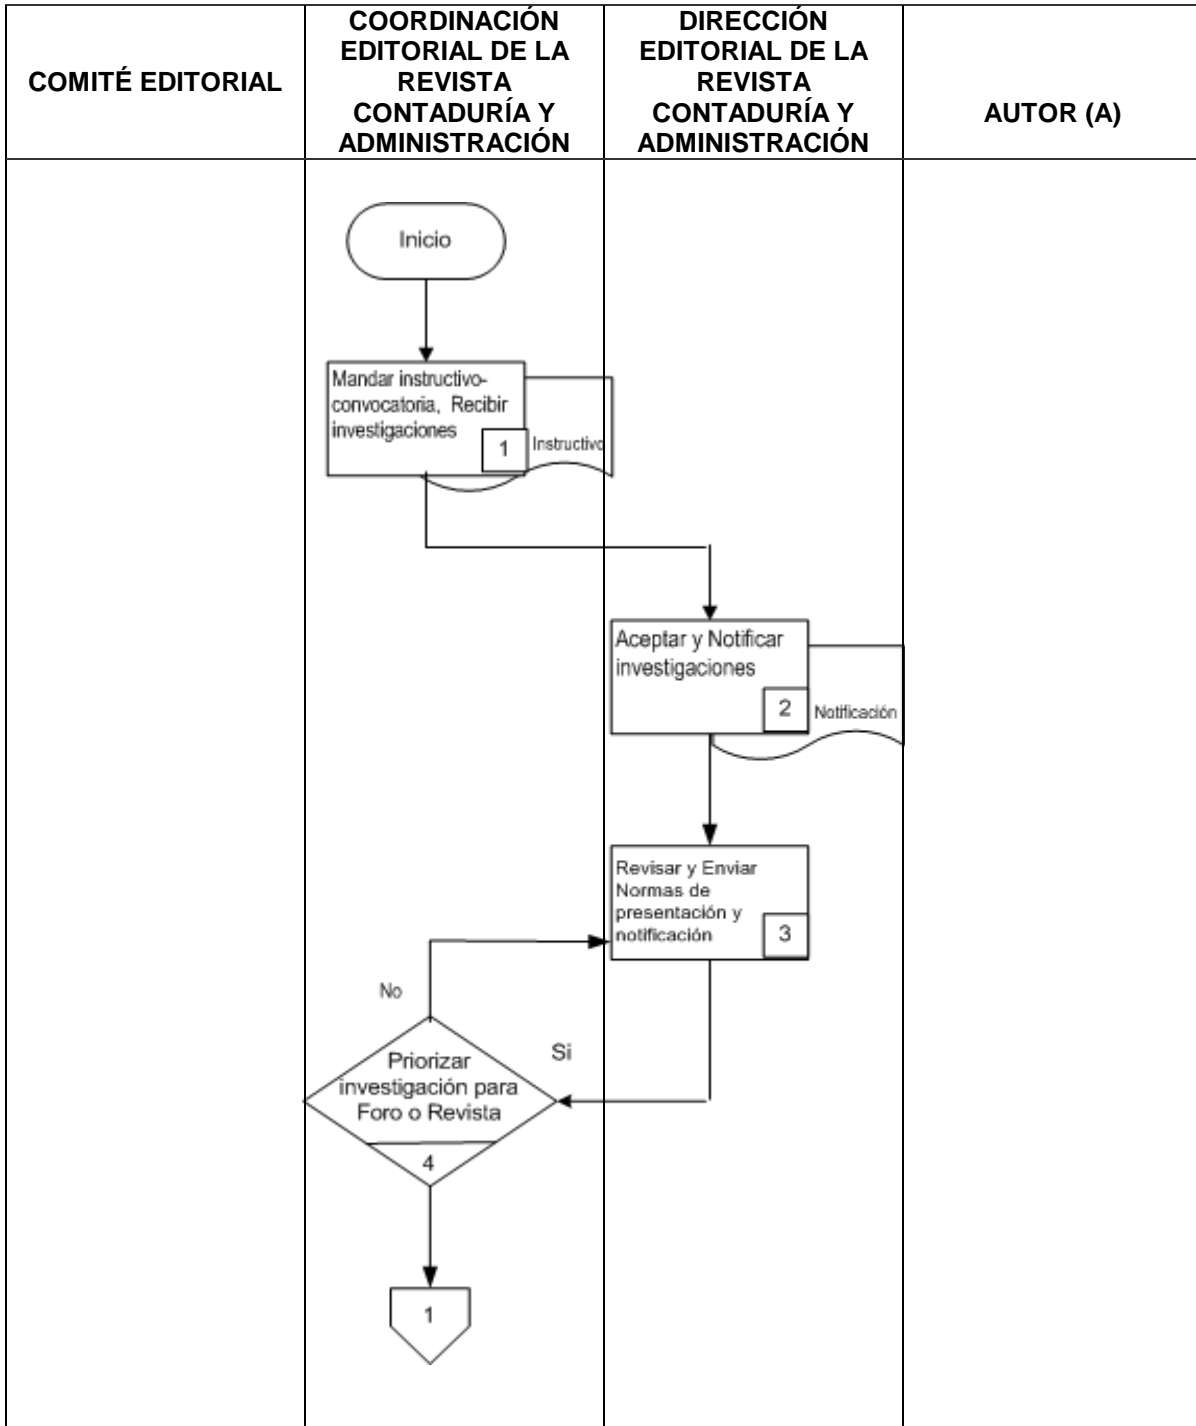 COMITÉ EDITORIAL
COORDINACIÓN
EDITORIAL DE LA
REVISTA
CONTADURÍA Y
ADMINISTRACIÓN
DIRECCIÓN
EDITORIAL DE LA
REVISTA
CONTADURÍA Y
ADMINISTRACIÓN
AUTOR (A)
Inicio
Mandar instructivo-
convocatoria, Recibir
investigaciones
1
Instructivo
Aceptar y Notificar
investigaciones
2
Notificación
Revisar y Enviar
Normas de
presentación y
notificación
3
No
Si
Priorizar
investigación para
Foro o Revista
4
1